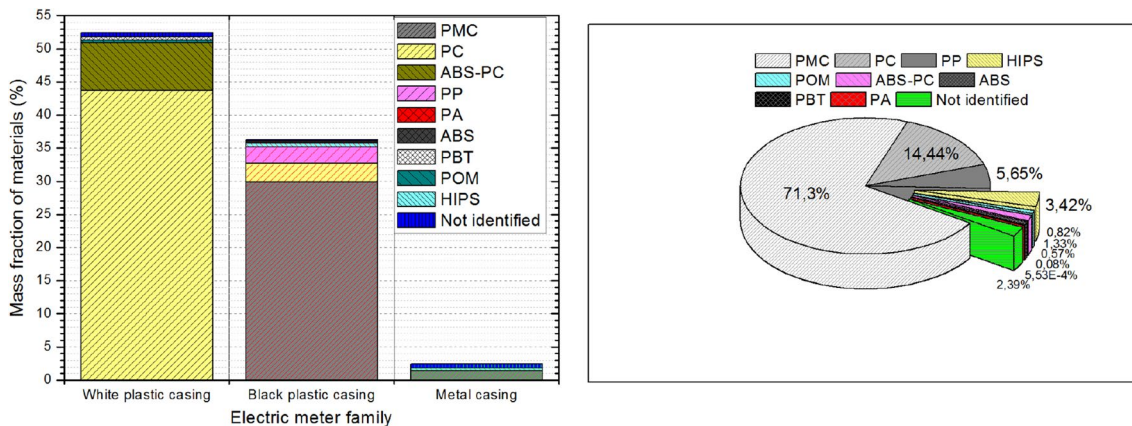 Mass fraction of materials (%)
55
50
45
40
35
30
25
20
15
10
5
0
White plastic casing Black plastic casing Metal casing
Electric meter family
PMC
PC
ABS-PC
PP
PA
ABS
PBT
POM
HIPS
Not identified
PMC PC PP HIPS
POM ABS-PC ABS
PBT PA Not identified
14,44%
5,65%
71,3%
3,42%
0,82%
1,33%
0,57%
0,08%
5,53E-4%
2,39%